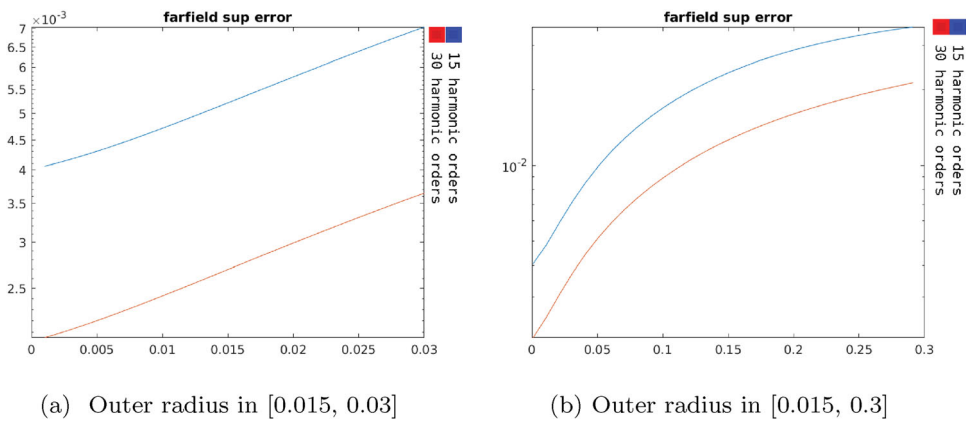 farfield sup error
×10⁻³
7
6.5
6
5.5
5
4.5
4
3.5
3
2.5
0 0.005 0.01 0.015 0.02 0.025 0.03
15 harmonic orders
30 harmonic orders
(a) Outer radius in [0.015, 0.03]
farfield sup error
10⁻²
0 0.05 0.1 0.15 0.2 0.25 0.3
15 harmonic orders
30 harmonic orders
(b) Outer radius in [0.015, 0.3]